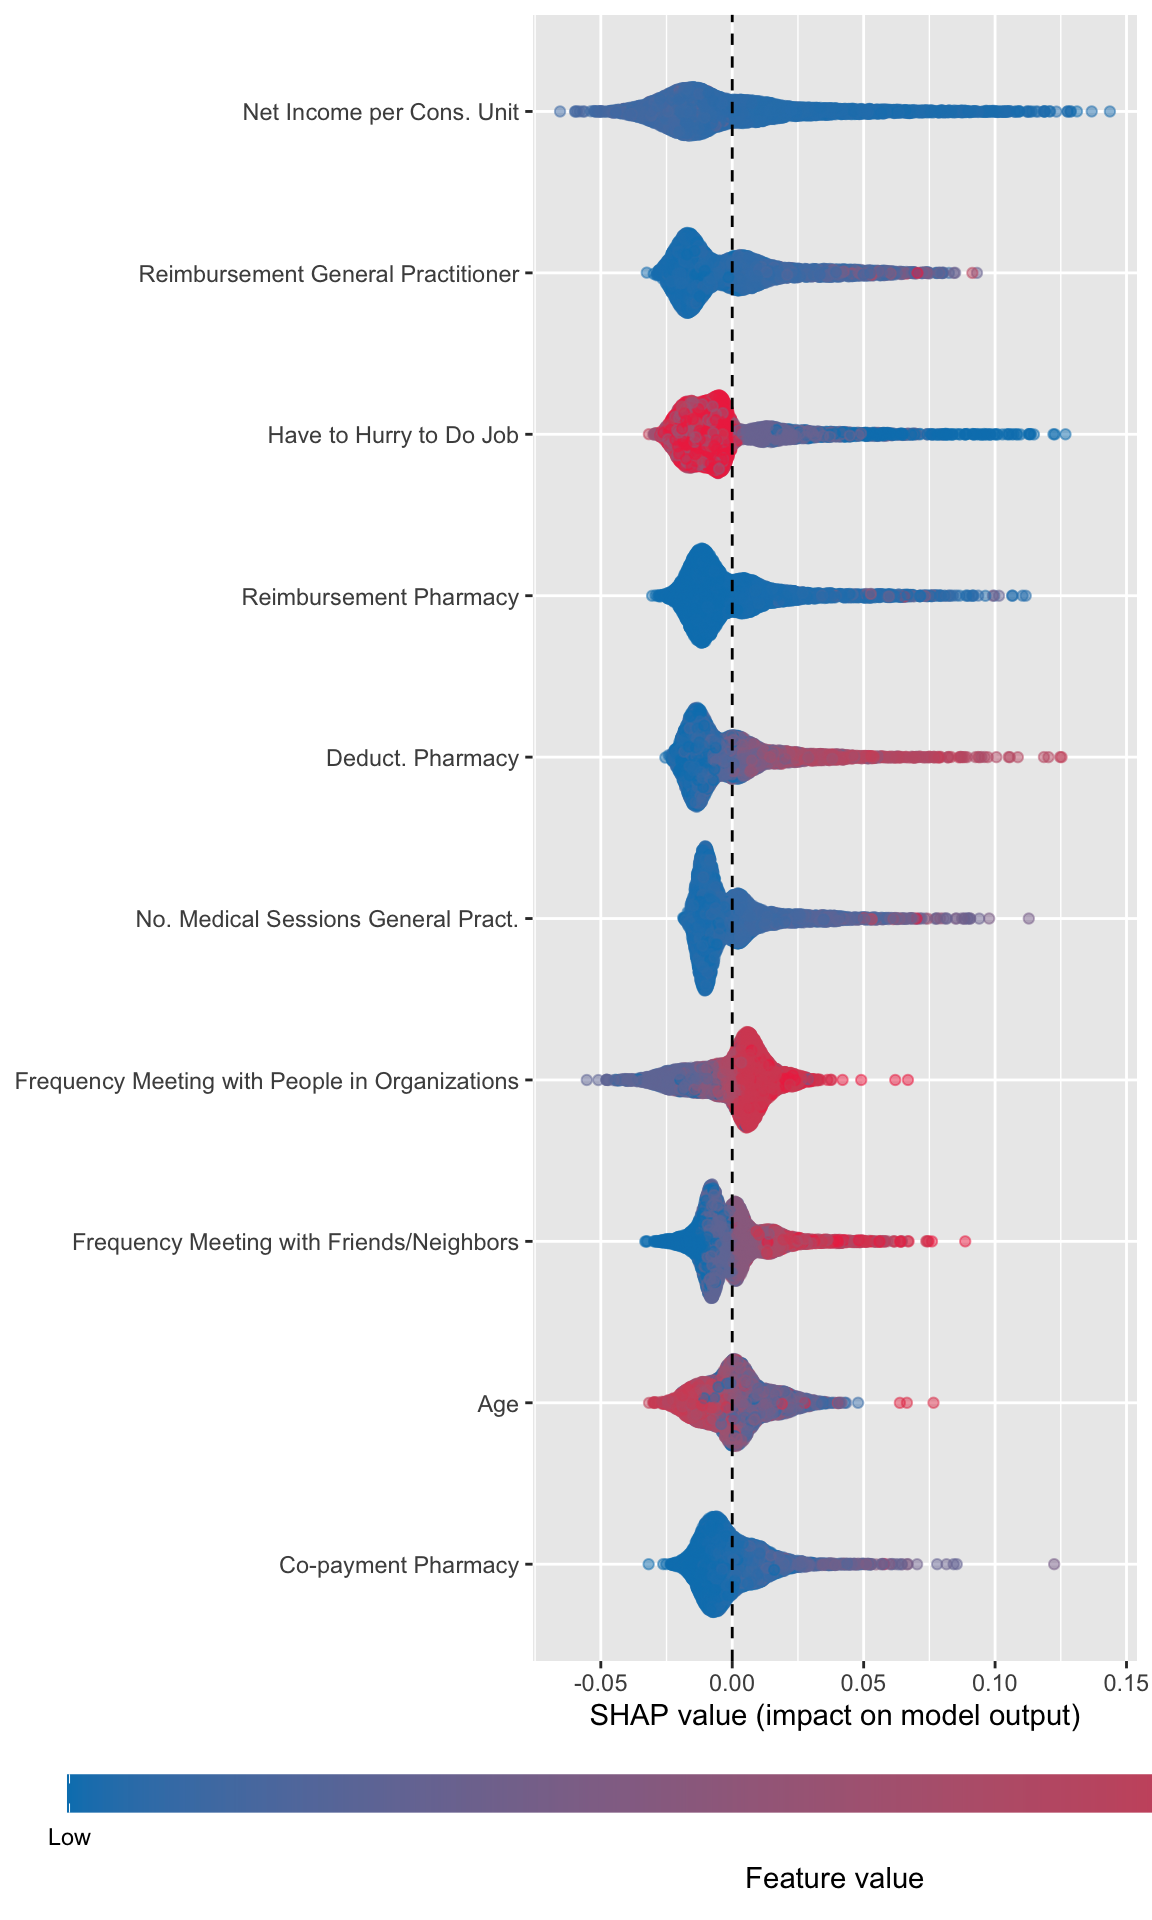 Net Income per Cons. Unit
Reimbursement General Practitioner
Have to Hurry to Do Job
Reimbursement Pharmacy
Deduct. Pharmacy
No. Medical Sessions General Pract.
Frequency Meeting with People in Organizations
Frequency Meeting with Friends/Neighbors
Age
Co-payment Pharmacy
-0.05 0.00 0.05 0.10 0.15
SHAP value (impact on model output)
Low
Feature value